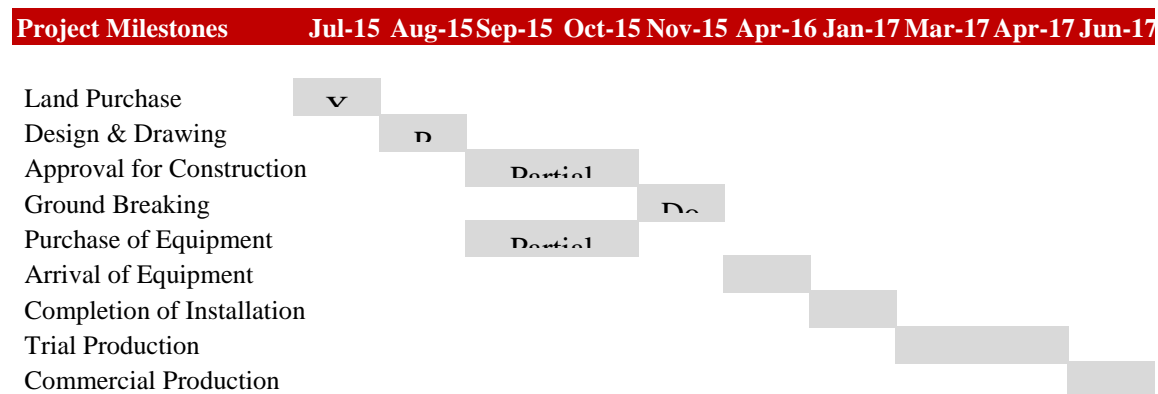 Project Milestones Jul-15 Aug-15 Sep-15 Oct-15 Nov-15 Apr-16 Jan-17 Mar-17 Apr-17 Jun-17
Land Purchase
Design & Drawing
Approval for Construction Partial
Ground Breaking
Purchase of Equipment Partial
Arrival of Equipment
Completion of Installation
Trial Production
Commercial Production